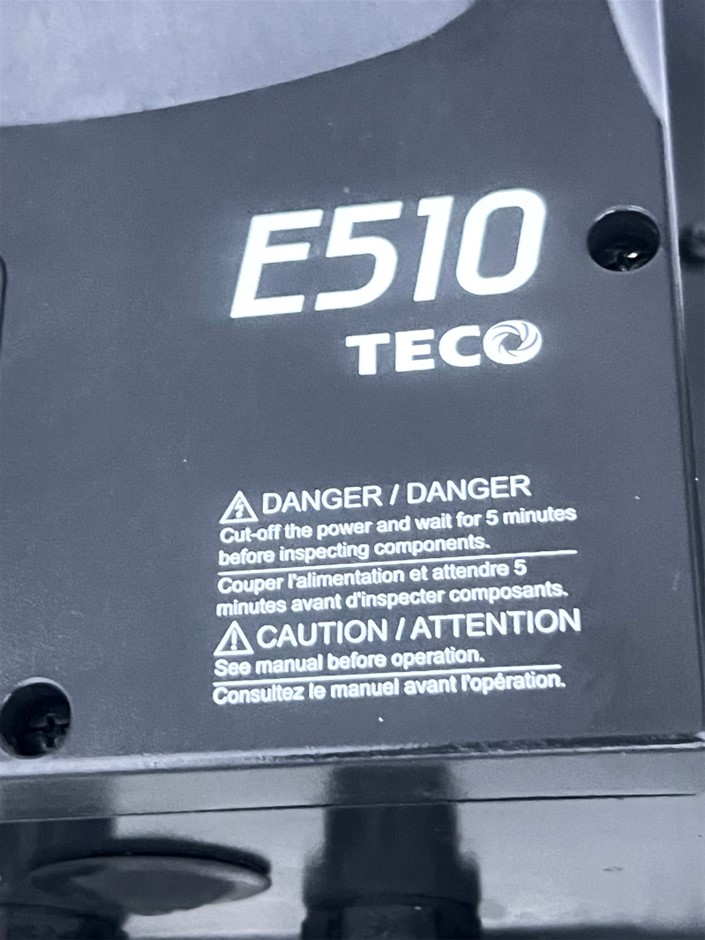 E510
TECO
DANGER / DANGER
Cut-off the power and wait for 5 minutes
before inspecting components.
Couper l'alimentation et attendre 5
minutes avant d'inspecter composants.
CAUTION / ATTENTION
See manual before operation.
Consultez le manuel avant l'opération.